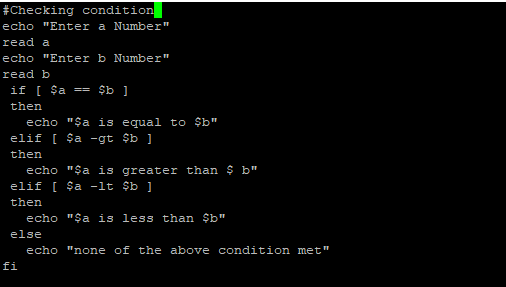 #Checking condition
echo "Enter a Number"
read a
echo "Enter b Number"
read b
 if [ $a == $b ]
 then
   echo "$a is equal to $b"
 elif [ $a -gt $b ]
 then
   echo "$a is greater than $ b"
 elif [ $a -lt $b ]
 then
   echo "$a is less than $b"
 else
   echo "none of the above condition met"
fi